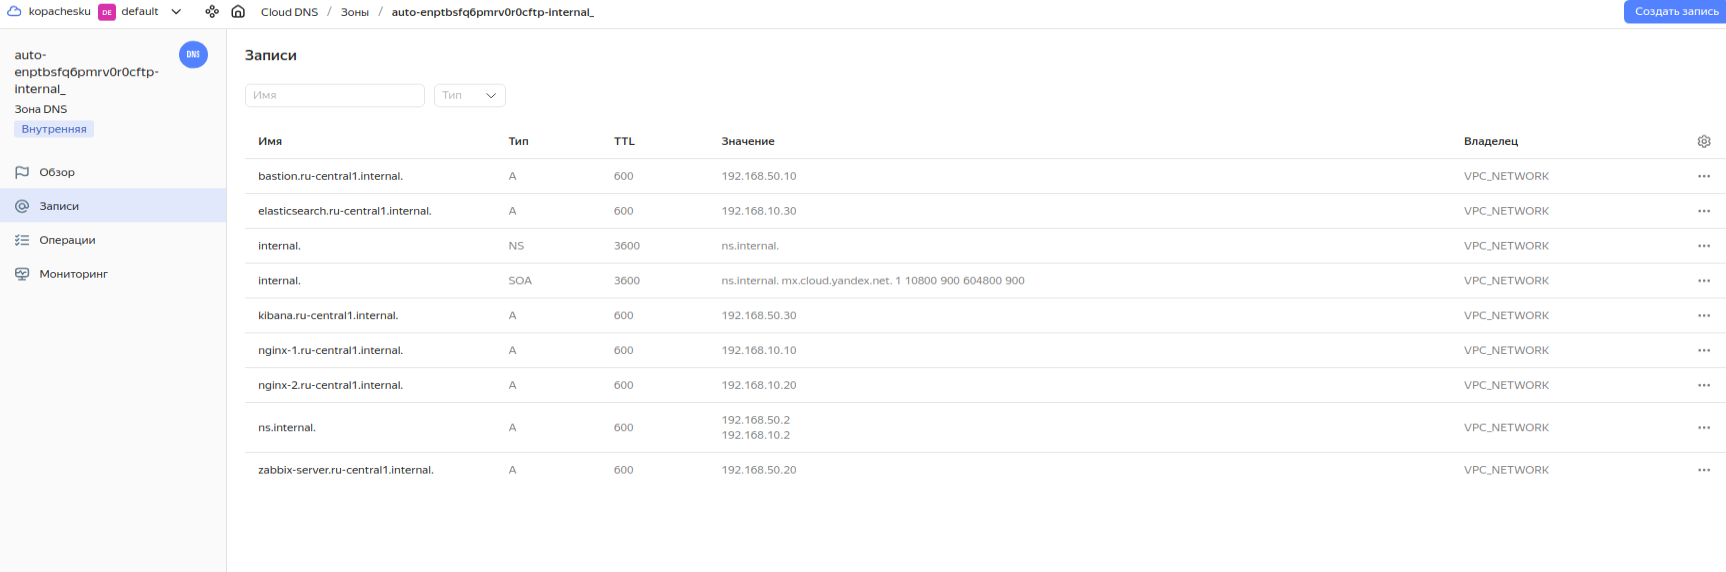 kopachesku DE default Cloud DNS / Зоны / auto-enptbsfq6pmrv0r0cftp-internal_ Создать запись
auto-
enptbsfq6pmrv0r0cftp-
internal_
DNS
Зона DNS
Внутренняя
Обзор
Записи
Операции
Мониторинг
Записи
Имя Тип
Имя Тип TTL Значение Владелец
bastion.ru-central1.internal. A 600 192.168.50.10 VPC_NETWORK
elasticsearch.ru-central1.internal. A 600 192.168.10.30 VPC_NETWORK
internal. NS 3600 ns.internal. VPC_NETWORK
internal. SOA 3600 ns.internal. mx.cloud.yandex.net. 1 10800 900 604800 900 VPC_NETWORK
kibana.ru-central1.internal. A 600 192.168.50.30 VPC_NETWORK
nginx-1.ru-central1.internal. A 600 192.168.10.10 VPC_NETWORK
nginx-2.ru-central1.internal. A 600 192.168.10.20 VPC_NETWORK
ns.internal. A 600 192.168.50.2 VPC_NETWORK
192.168.10.2
zabbix-server.ru-central1.internal. A 600 192.168.50.20 VPC_NETWORK